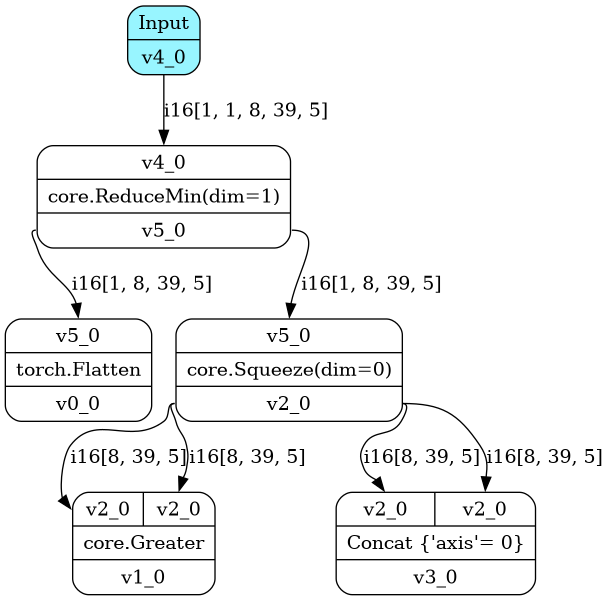 Input
v4_0
i16[1, 1, 8, 39, 5]
v4_0
core.ReduceMin(dim=1)
v5_0
i16[1, 8, 39, 5]
i16[1, 8, 39, 5]
v5_0
torch.Flatten
v0_0
v5_0
core.Squeeze(dim=0)
v2_0
i16[8, 39, 5]
i16[8, 39, 5]
i16[8, 39, 5]
i16[8, 39, 5]
v2_0
v2_0
core.Greater
v1_0
v2_0
v2_0
Concat {'axis'= 0}
v3_0